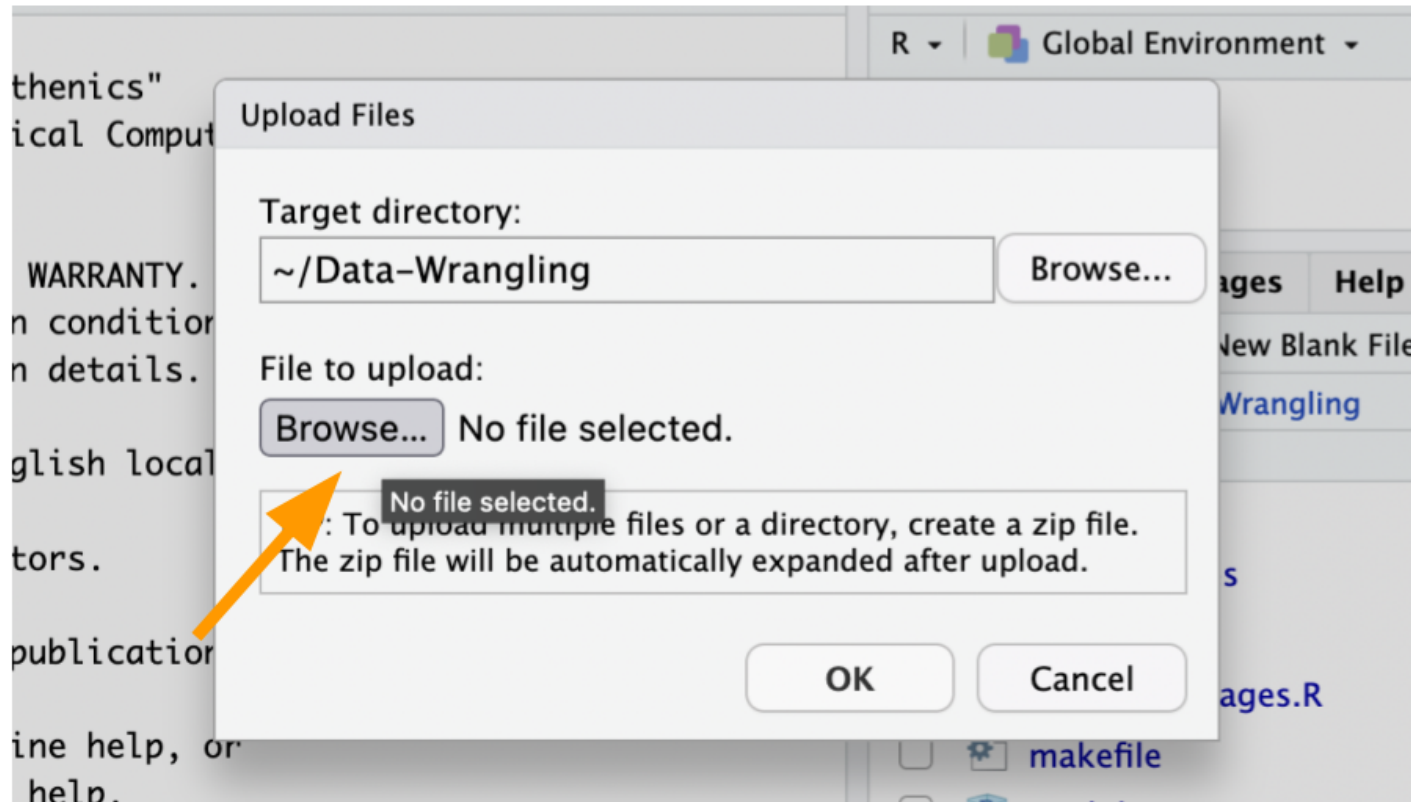 R
Global Environment
thenics"
ical Comput
Upload Files
Target directory:
~/Data-Wrangling
Browse...
WARRANTY.
n condition
n details.
ages
Help
New Blank File
Wrangling
File to upload:
Browse...
No file selected.
glish local
No file selected.
: To upload multiple files or a directory, create a zip file.
The zip file will be automatically expanded after upload.
tors.
s
publication
OK
Cancel
ages.R
ine help, or
makefile
help.